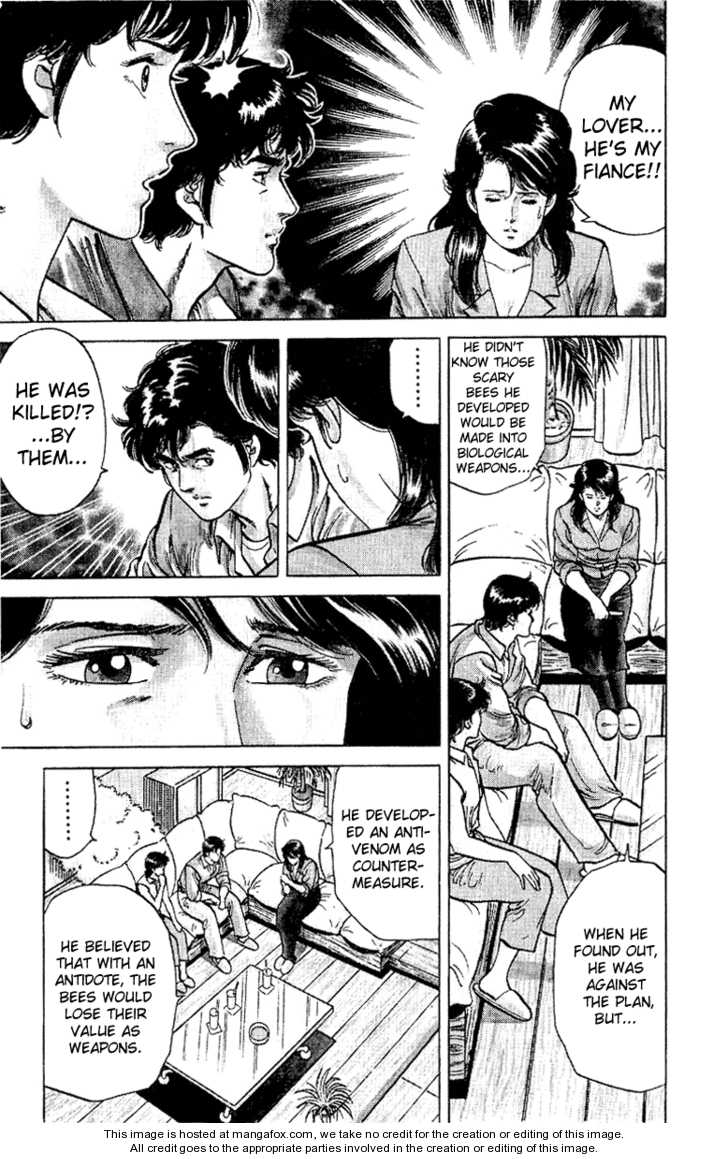 MY
LOVER...
HE'S MY
FIANCE!!
HE DIDN'T
KNOW THOSE
SCARY
BEES HE
DEVELOPED
WOULD BE
MADE INTO
BIOLOGICAL
WEAPONS...
WHEN HE
FOUND OUT,
HE WAS
AGAINST
THE PLAN,
BUT...
......
HE WAS
KILLED!?
...BY
THEM...
HE DEVELOP-
ED AN ANTI-
VENOM AS
COUNTER-
MEASURE.
......
HE BELIEVED
THAT WITH AN
ANTIDOTE, THE
BEES WOULD
LOSE THEIR
VALUE AS
WEAPONS.
This image is hosted at mangafox.com, we take no credit for the creation or editing of this image.
All credit goes to the appropriate parties involved in the creation or editing of this image.